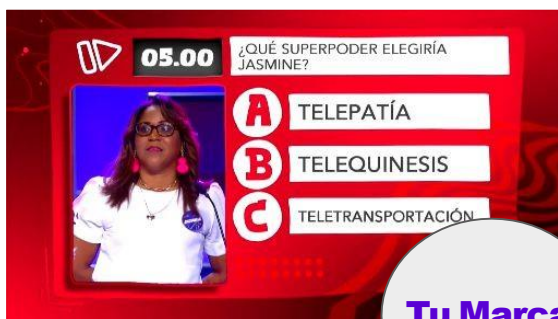 05.00
¿QUÉ SUPERPODER ELEGIRÍA
JASMINE?
A TELEPATÍA
B TELEQUINESIS
C TELETRANSPORTACIÓN
Tu Marca